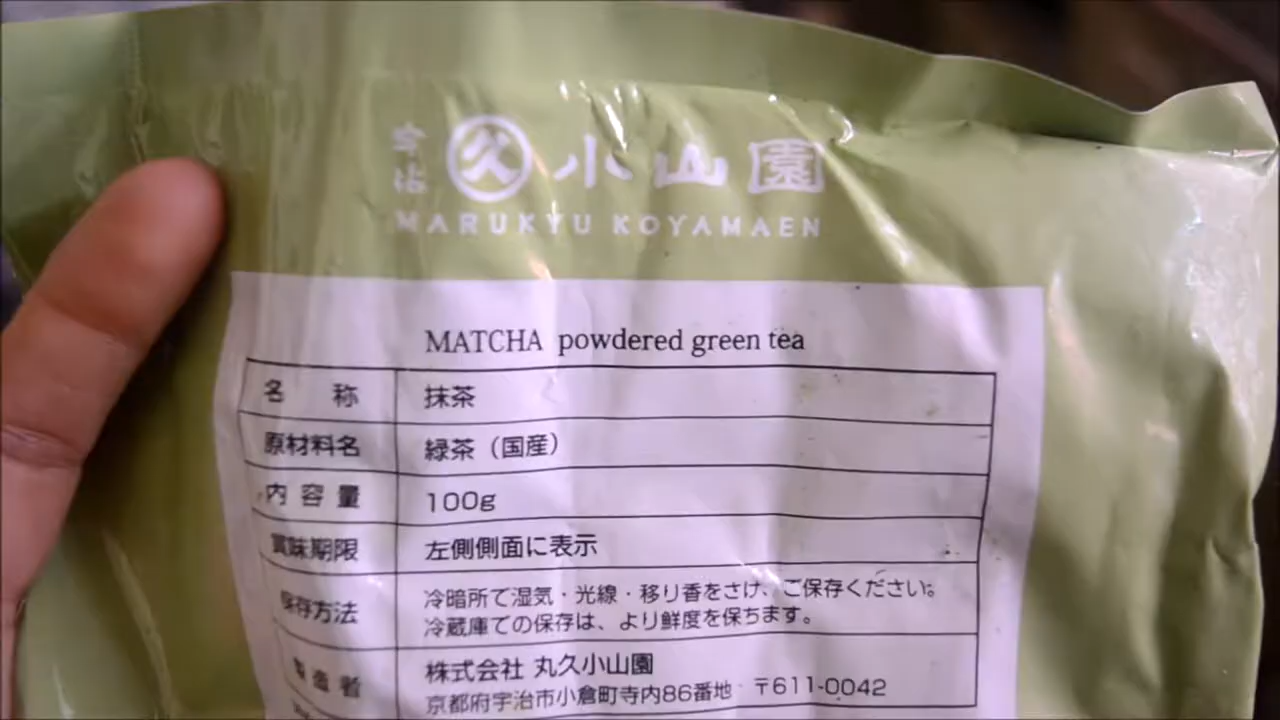 宇治 久 小山園
MARUKYU KOYAMAEN
MATCHA powdered green tea
名 称 抹茶
原材料名 緑茶（国産）
内容量 100g
賞味期限 左側側面に表示
保存方法 冷暗所で湿気・光線・移り香をさけ、ご保存ください。
冷蔵庫での保存は、より鮮度を保ちます。
製造者 株式会社 丸久小山園
京都府宇治市小倉町寺内86番地 〒611-0042